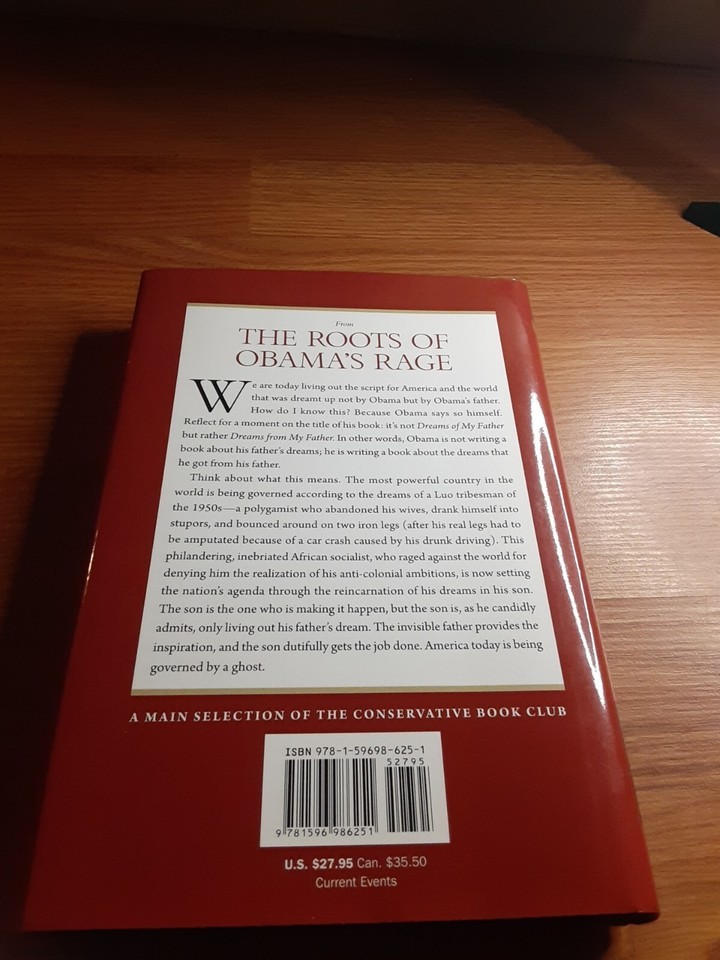 From
THE ROOTS OF
OBAMA'S RAGE
We are today living out the script for America and the world
that was dreamt up not by Obama but by Obama's father.
How do I know this? Because Obama says so himself.
Reflect for a moment on the title of his book: it's not Dreams of My Father
but rather Dreams from My Father. In other words, Obama is not writing a
book about his father's dreams; he is writing a book about the dreams that
he got from his father.
Think about what this means. The most powerful country in the
world is being governed according to the dreams of a Luo tribesman of
the 1950s—a polygamist who abandoned his wives, drank himself into
stupors, and bounced around on two iron legs (after his real legs had to
be amputated because of a car crash caused by his drunk driving). This
philandering, inebriated African socialist, who raged against the world for
denying him the realization of his anti-colonial ambitions, is now setting
the nation's agenda through the reincarnation of his dreams in his son.
The son is the one who is making it happen, but the son is, as he candidly
admits, only living out his father's dream. The invisible father provides the
inspiration, and the son dutifully gets the job done. America today is being
governed by a ghost.
A MAIN SELECTION OF THE CONSERVATIVE BOOK CLUB
ISBN 978-1-59698-625-1
52795
9 781596 986251
U.S. $27.95 Can. $35.50
Current Events